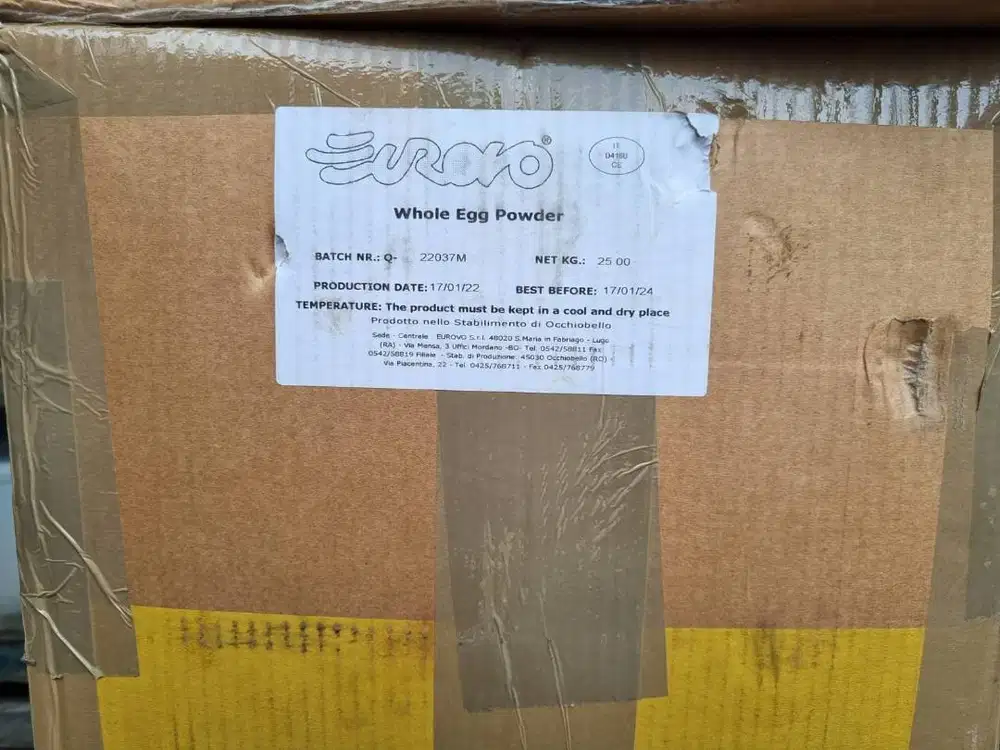 EUROVO®
IT
CE
Whole Egg Powder
BATCH NR.: Q- 22037M NET KG.: 25.00
PRODUCTION DATE: 17/01/22 BEST BEFORE: 17/01/24
TEMPERATURE: The product must be kept in a cool and dry place
Prodotto nello Stabilimento di Occhiobello
Sede - Centrale : EUROVO S.r.l. 48020 S.Maria in Fabriago - Lugo
(RA) - Via Mensa, 3 Uffici Mordano -BO- Tel. 0542/58811 Fax
0542/58819 Filiale - Stab. di Produzione: 45030 Occhiobello (RO) -
Via Piacentina, 22 - Tel 0425/768711 - fax 0425/768779